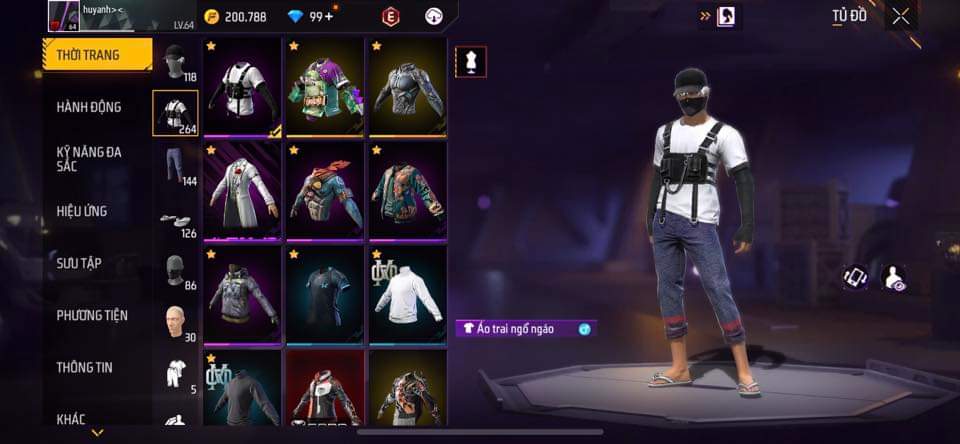 huyanh><
64
LV.64
200.788
99+
E
TỦ ĐỒ
THỜI TRANG
118
HÀNH ĐỘNG
264
KỸ NĂNG ĐA
SẮC
144
HIỆU ỨNG
126
SƯU TẬP
86
PHƯƠNG TIỆN
30
THÔNG TIN
5
KHÁC
Áo trai ngổ ngáo